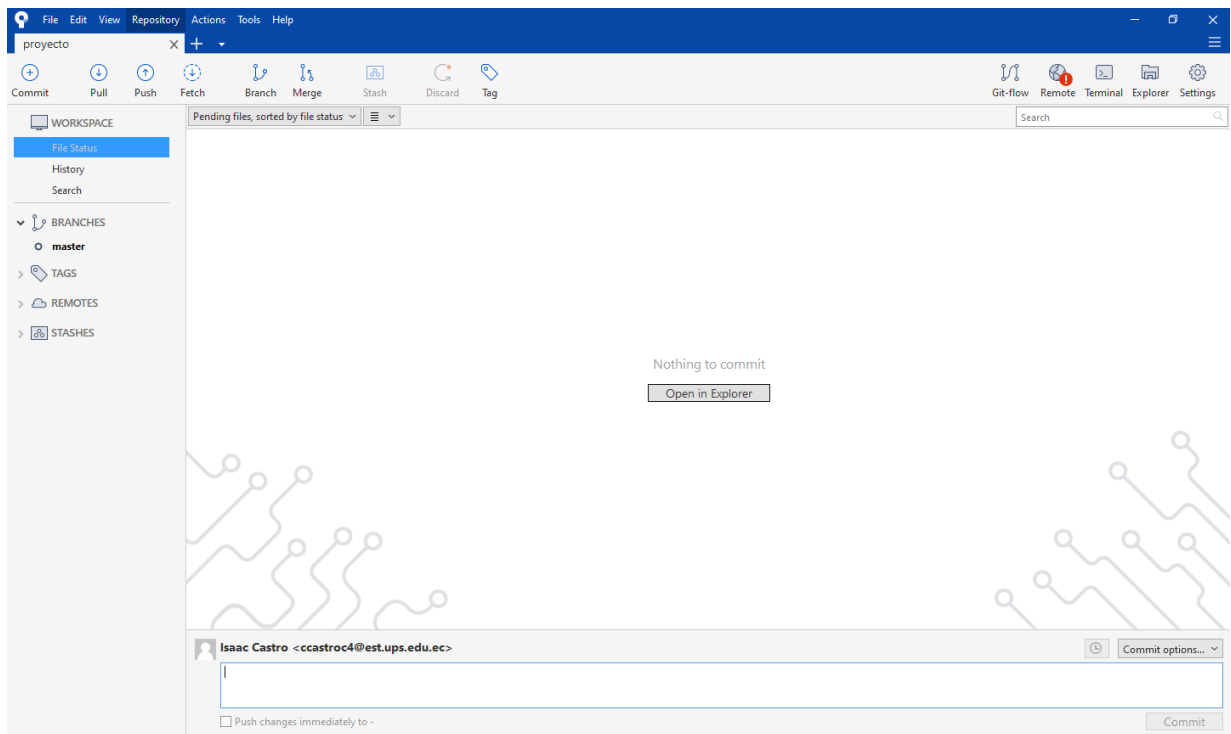 File Edit View Repository Actions Tools Help
proyecto
Commit Pull Push Fetch Branch Merge Stash Discard Tag Git-flow Remote Terminal Explorer Settings
WORKSPACE
File Status
History
Search
BRANCHES
master
TAGS
REMOTES
STASHES
Pending files, sorted by file status
Search
Nothing to commit
Open in Explorer
Isaac Castro <ccastroc4@est.ups.edu.ec>
Commit options...
Push changes immediately to -
Commit